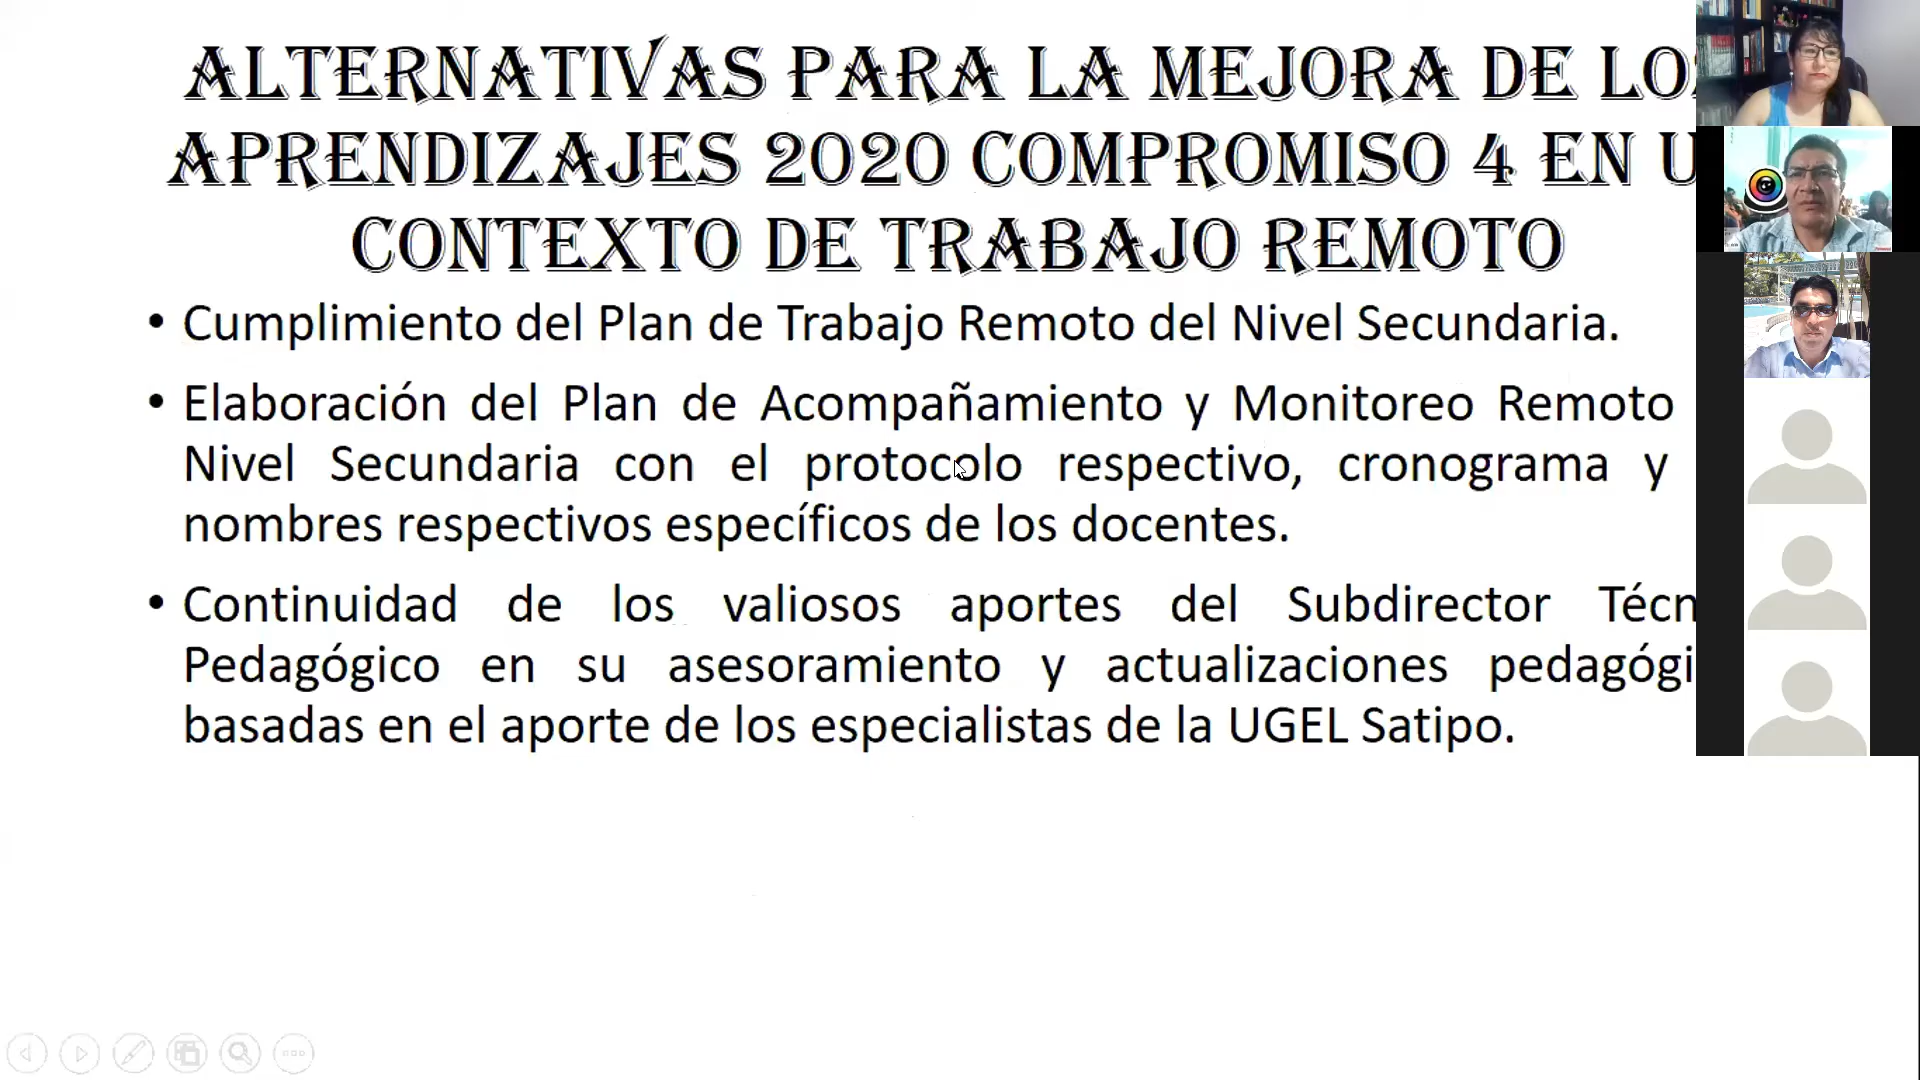 ALTERNATIVAS PARA LA MEJORA DE LO
APRENDIZAJES 2020 COMPROMISO 4 EN U
CONTEXTO DE TRABAJO REMOTO
• Cumplimiento del Plan de Trabajo Remoto del Nivel Secundaria.
• Elaboración del Plan de Acompañamiento y Monitoreo Remoto
Nivel Secundaria con el protocolo respectivo, cronograma y
nombres respectivos específicos de los docentes.
• Continuidad de los valiosos aportes del Subdirector Técn
Pedagógico en su asesoramiento y actualizaciones pedagógi
basadas en el aporte de los especialistas de la UGEL Satipo.